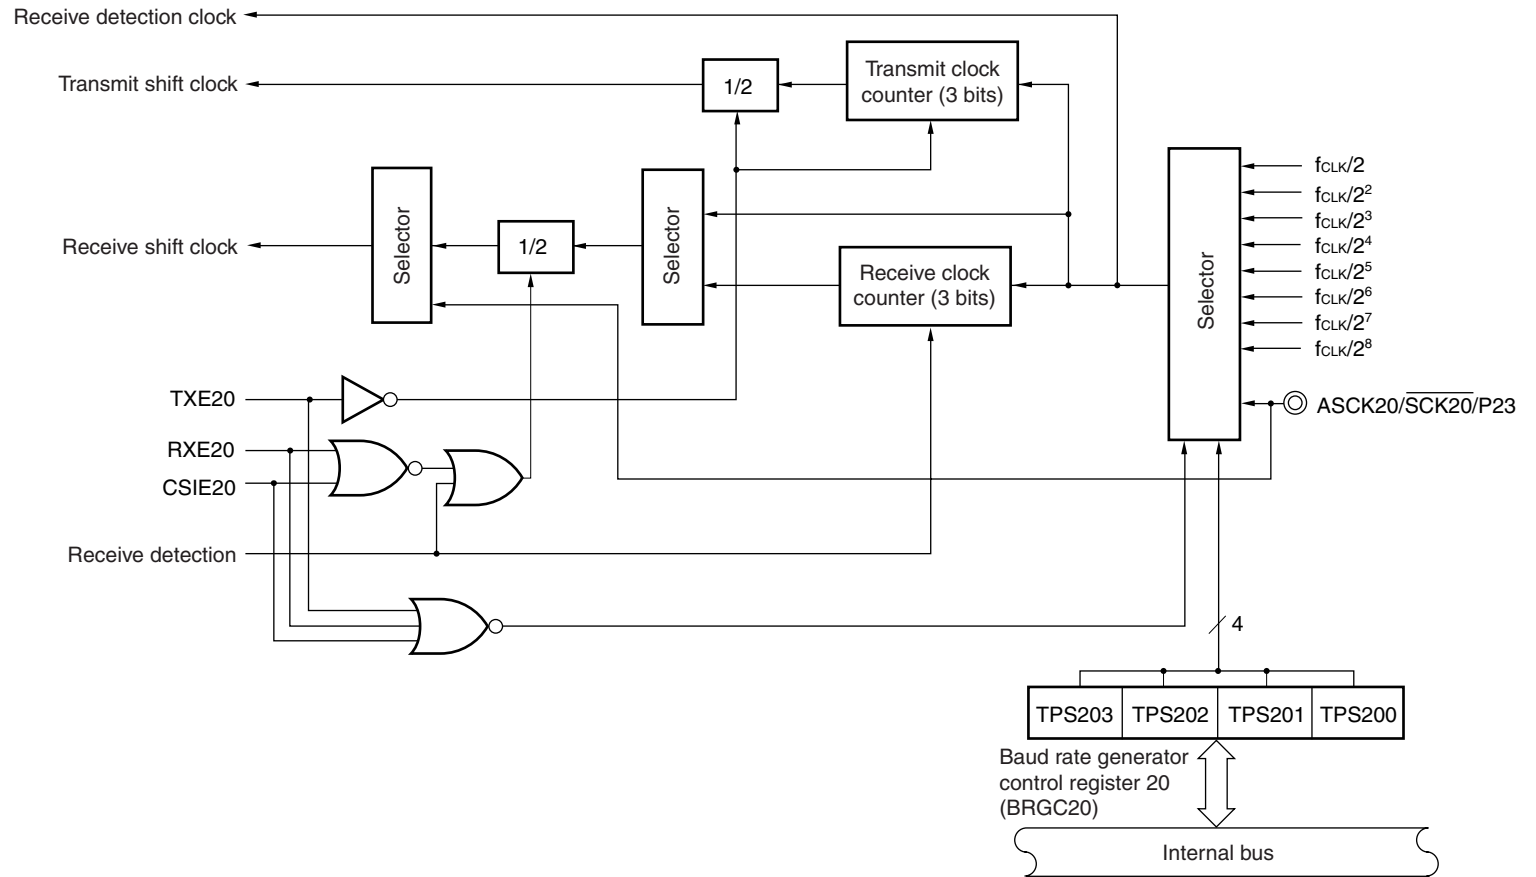 Receive detection clock
Transmit shift clock
1/2
Transmit clock
counter (3 bits)
Receive shift clock
Selector
1/2
Selector
Receive clock
counter (3 bits)
Selector
fCLK/2
fCLK/2²
fCLK/2³
fCLK/2⁴
fCLK/2⁵
fCLK/2⁶
fCLK/2⁷
fCLK/2⁸
ASCK20/S̅C̅K̅2̅0̅/P23
TXE20
RXE20
CSIE20
Receive detection
4
TPS203 TPS202 TPS201 TPS200
Baud rate generator
control register 20
(BRGC20)
Internal bus